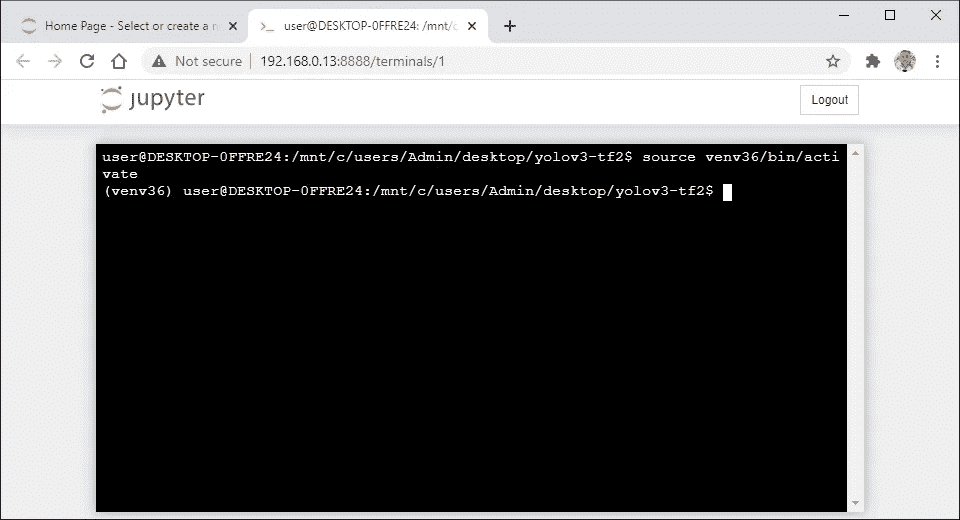 Home Page - Select or create a n
user@DESKTOP-0FFRE24: /mnt/c
Not secure | 192.168.0.13:8888/terminals/1
jupyter
Logout
user@DESKTOP-0FFRE24:/mnt/c/users/Admin/desktop/yolov3-tf2$ source venv36/bin/acti
vate
(venv36) user@DESKTOP-0FFRE24:/mnt/c/users/Admin/desktop/yolov3-tf2$